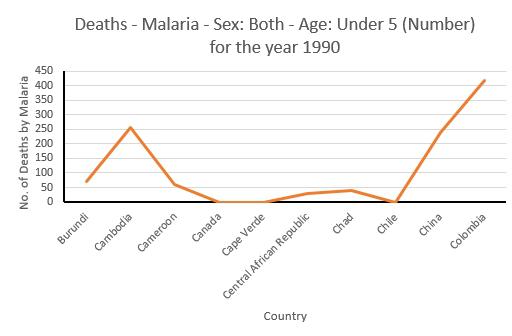 Deaths - Malaria - Sex: Both - Age: Under 5 (Number)
for the year 1990
No. of Deaths by Malaria
450
400
350
300
250
200
150
100
50
0
Burundi
Cambodia
Cameroon
Canada
Cape Verde
Central African Republic
Chad
Chile
China
Colombia
Country